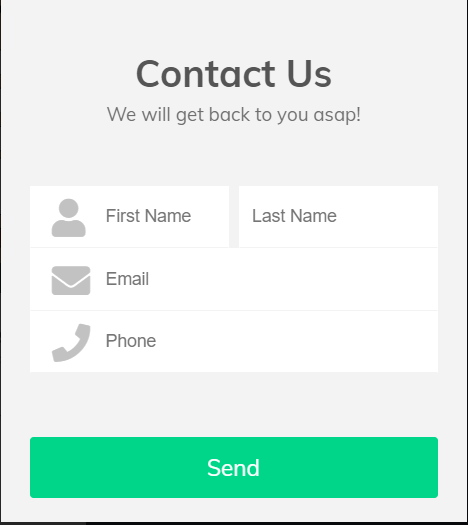 Contact Us
We will get back to you asap!
First Name Last Name
Email
Phone
Send